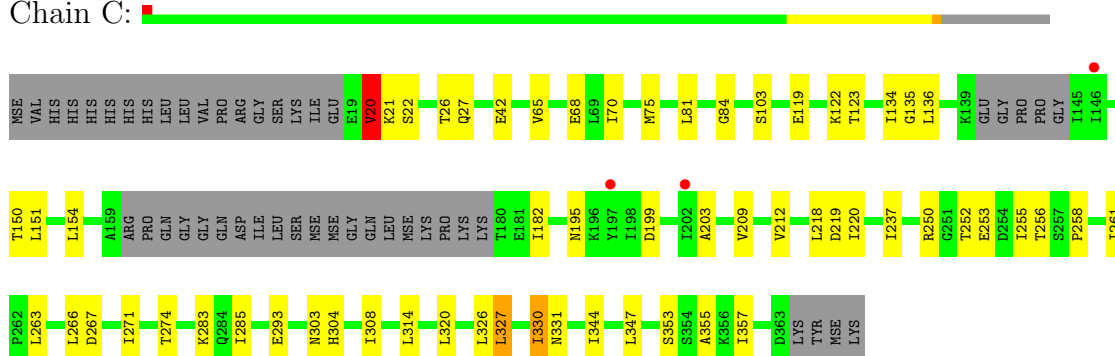 Chain C:
MSE VAL HIS HIS HIS HIS HIS HIS LEU LEU VAL PRO ARG GLY SER LYS ILE GLU E19 V20 K21 S22 T26 Q27 E42 V65 E68 L69 I70 M75 L81 G84 S103 E119 K122 T123 I134 G135 L136 K139 GLU GLY PRO PRO GLY I145 I146
T150 L151 L154 A159 ARG PRO GLN GLY GLY GLN ASP ILE LEU SER MSE MSE GLY GLN LEU MSE LYS PRO LYS LYS T180 E181 I182 N195 K196 Y197 I198 D199 I202 A203 V209 V212 L218 D219 I220 I237 R250 G251 T252 E253 D254 I255 T256 S257 P258 I261
P262 L263 L266 D267 I271 T274 K283 Q284 I285 E293 N303 H304 I308 L314 L320 L326 L327 I330 N331 I344 L347 S353 S354 A355 K356 I357 D363 LYS TYR MSE LYS